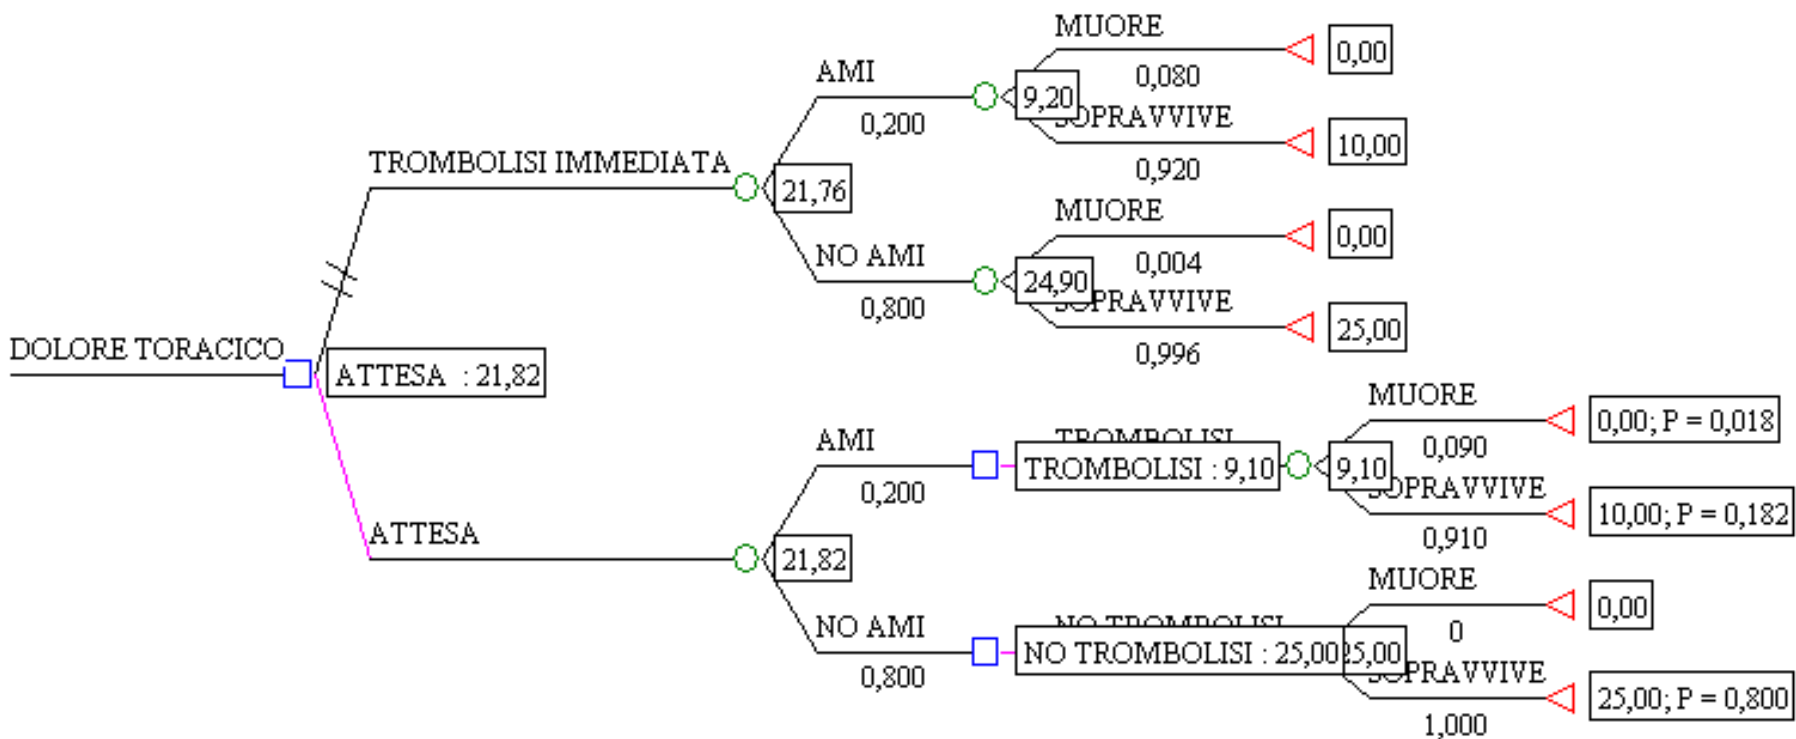 DOLORE TORACICO
ATTESA : 21,82
TROMBOLISI IMMEDIATA
21,76
AMI
0,200
9,20
MUORE
0,080
0,00
SOPRAVVIVE
0,920
10,00
NO AMI
0,800
24,90
MUORE
0,004
0,00
SOPRAVVIVE
0,996
25,00
ATTESA
21,82
AMI
0,200
TROMBOLISI
TROMBOLISI : 9,10
9,10
MUORE
0,090
0,00; P = 0,018
SOPRAVVIVE
0,910
10,00; P = 0,182
NO AMI
0,800
NO TROMBOLISI
NO TROMBOLISI : 25,00
25,00
MUORE
0
0,00
SOPRAVVIVE
1,000
25,00; P = 0,800